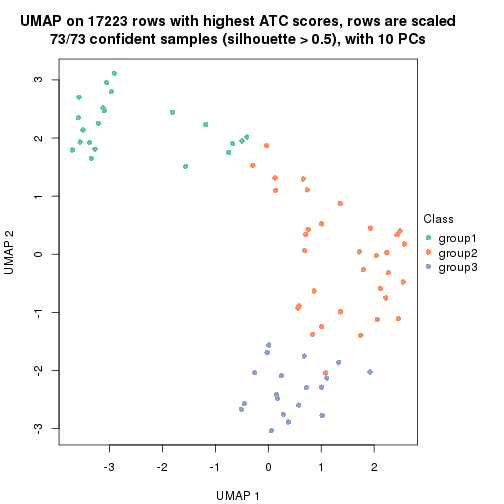 UMAP on 17223 rows with highest ATC scores, rows are scaled
73/73 confident samples (silhouette > 0.5), with 10 PCs
3
2
1
0
-1
-2
-3
UMAP 2
-3
-2
-1
0
1
2
UMAP 1
Class
group1
group2
group3